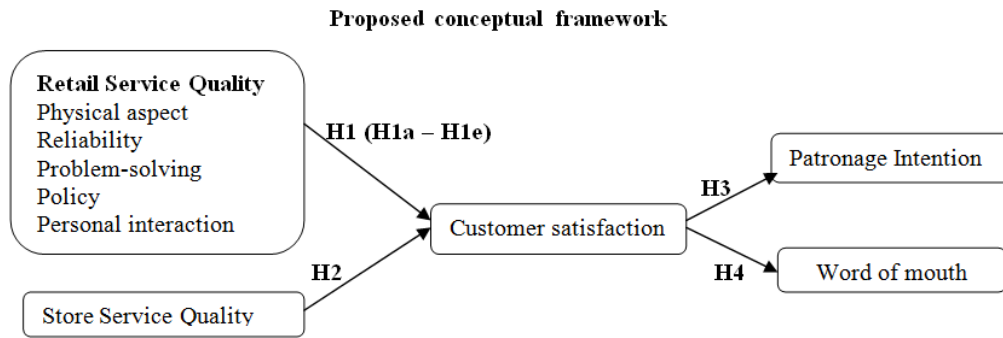 Proposed conceptual framework
Retail Service Quality
Physical aspect
Reliability
Problem-solving
Policy
Personal interaction
H1 (H1a – H1e)
Patronage Intention
H3
Customer satisfaction
H2
H4
Word of mouth
Store Service Quality